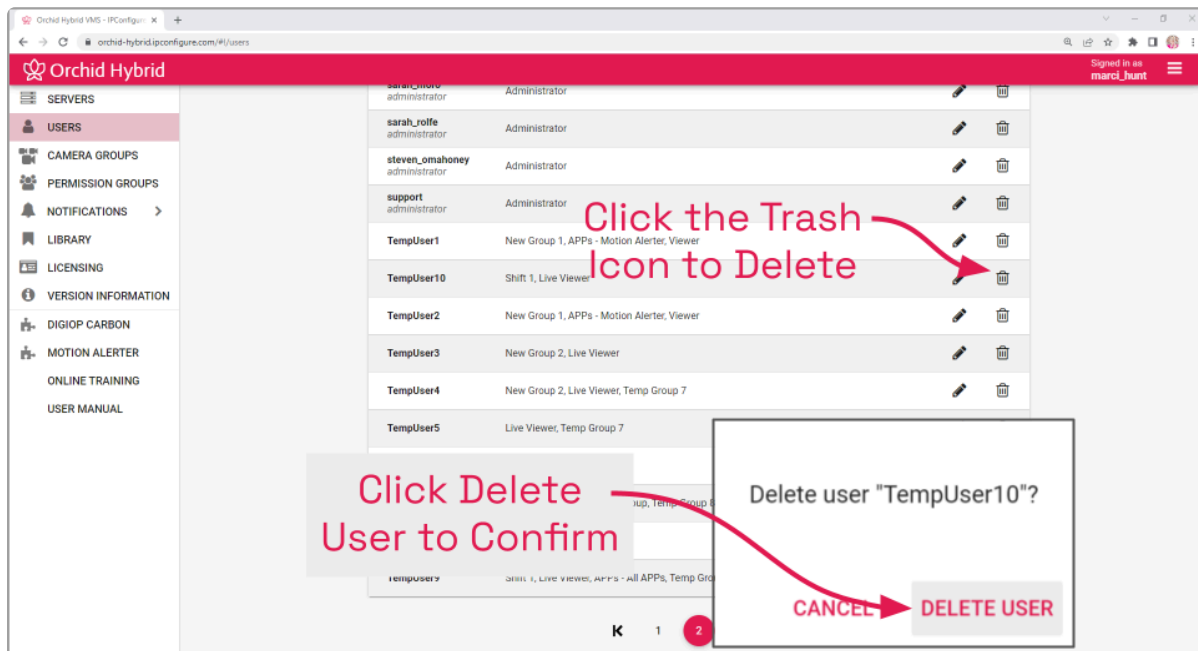 Orchid Hybrid VMS - IPConfigure
orchid-hybrid.ipconfigure.com/#!/users
Orchid Hybrid
Signed in as
marci_hunt
SERVERS
USERS
CAMERA GROUPS
PERMISSION GROUPS
NOTIFICATIONS
LIBRARY
LICENSING
VERSION INFORMATION
DIGIOP CARBON
MOTION ALERTER
ONLINE TRAINING
USER MANUAL
administrator
Administrator
sarah_rolfe
administrator
Administrator
steven_omahoney
administrator
Administrator
support
administrator
Administrator
TempUser1
New Group 1, APPs - Motion Alerter, Viewer
TempUser10
Shift 1, Live Viewer
TempUser2
New Group 1, APPs - Motion Alerter, Viewer
TempUser3
New Group 2, Live Viewer
TempUser4
New Group 2, Live Viewer, Temp Group 7
TempUser5
Live Viewer, Temp Group 7
Temp Group
TempUser9
Shift 1, Live Viewer, APPs - All APPs, Temp
1
2
Click the Trash
Icon to Delete
Click Delete
User to Confirm
Delete user "TempUser10"?
CANCEL
DELETE USER